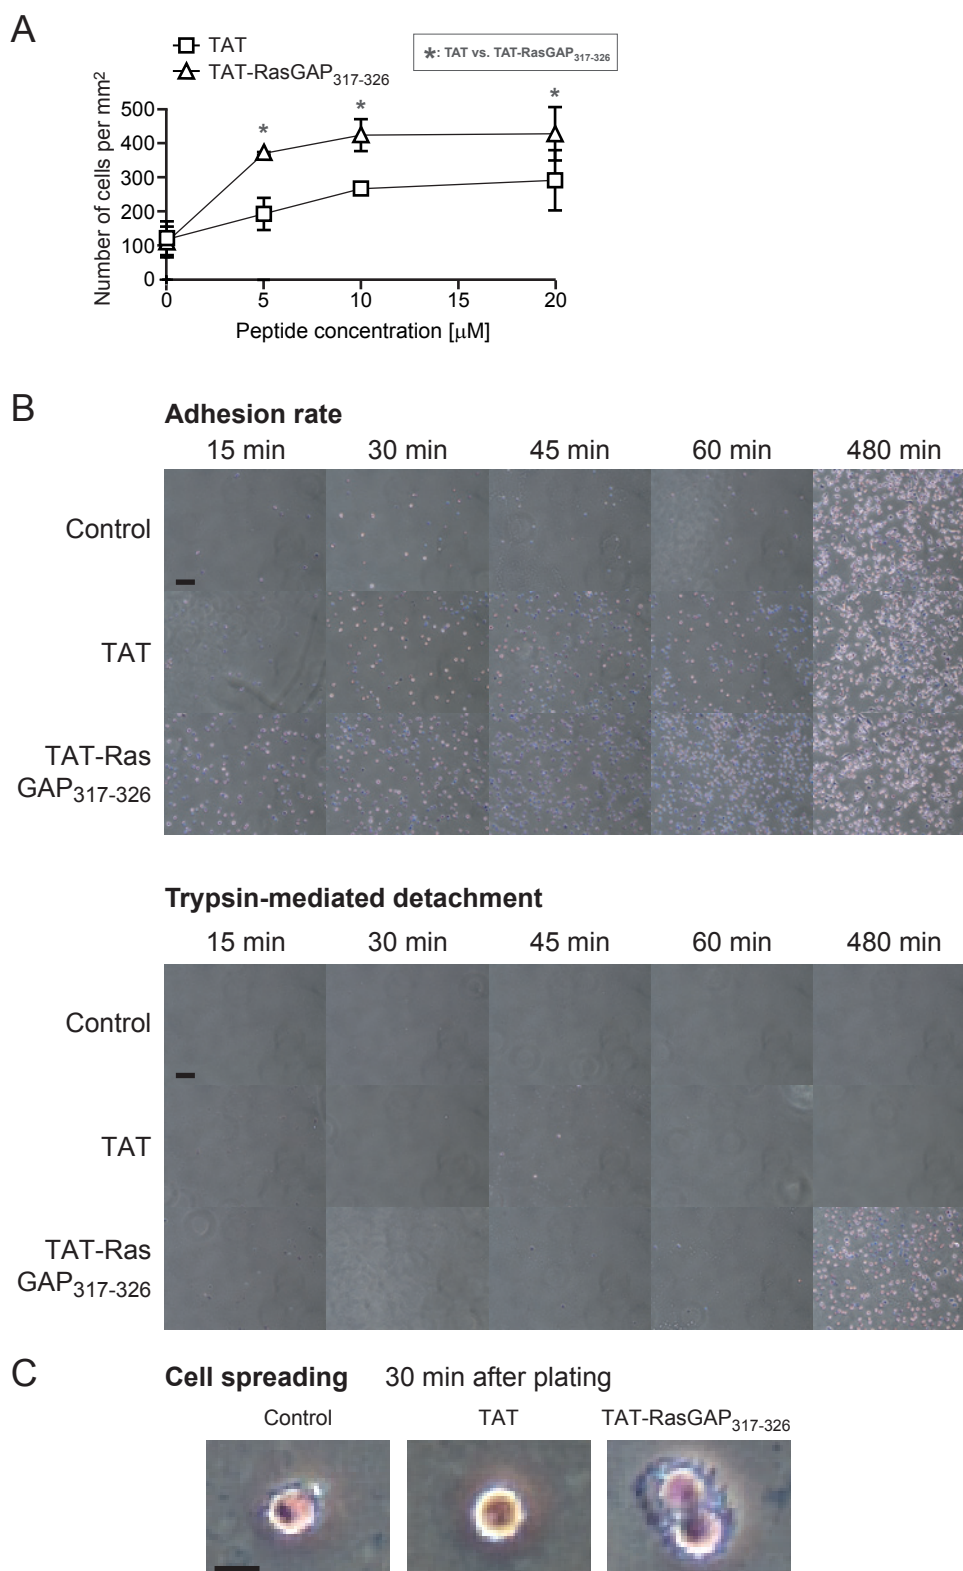 A
TAT
TAT-RasGAP317-326
*: TAT vs. TAT-RasGAP317-326
Number of cells per mm2
500
400
300
200
100
0
* * *
0 5 10 15 20
Peptide concentration [μM]
B
Adhesion rate
15 min 30 min 45 min 60 min 480 min
Control
TAT
TAT-Ras
GAP317-326
Trypsin-mediated detachment
15 min 30 min 45 min 60 min 480 min
Control
TAT
TAT-Ras
GAP317-326
C
Cell spreading 30 min after plating
Control TAT TAT-RasGAP317-326